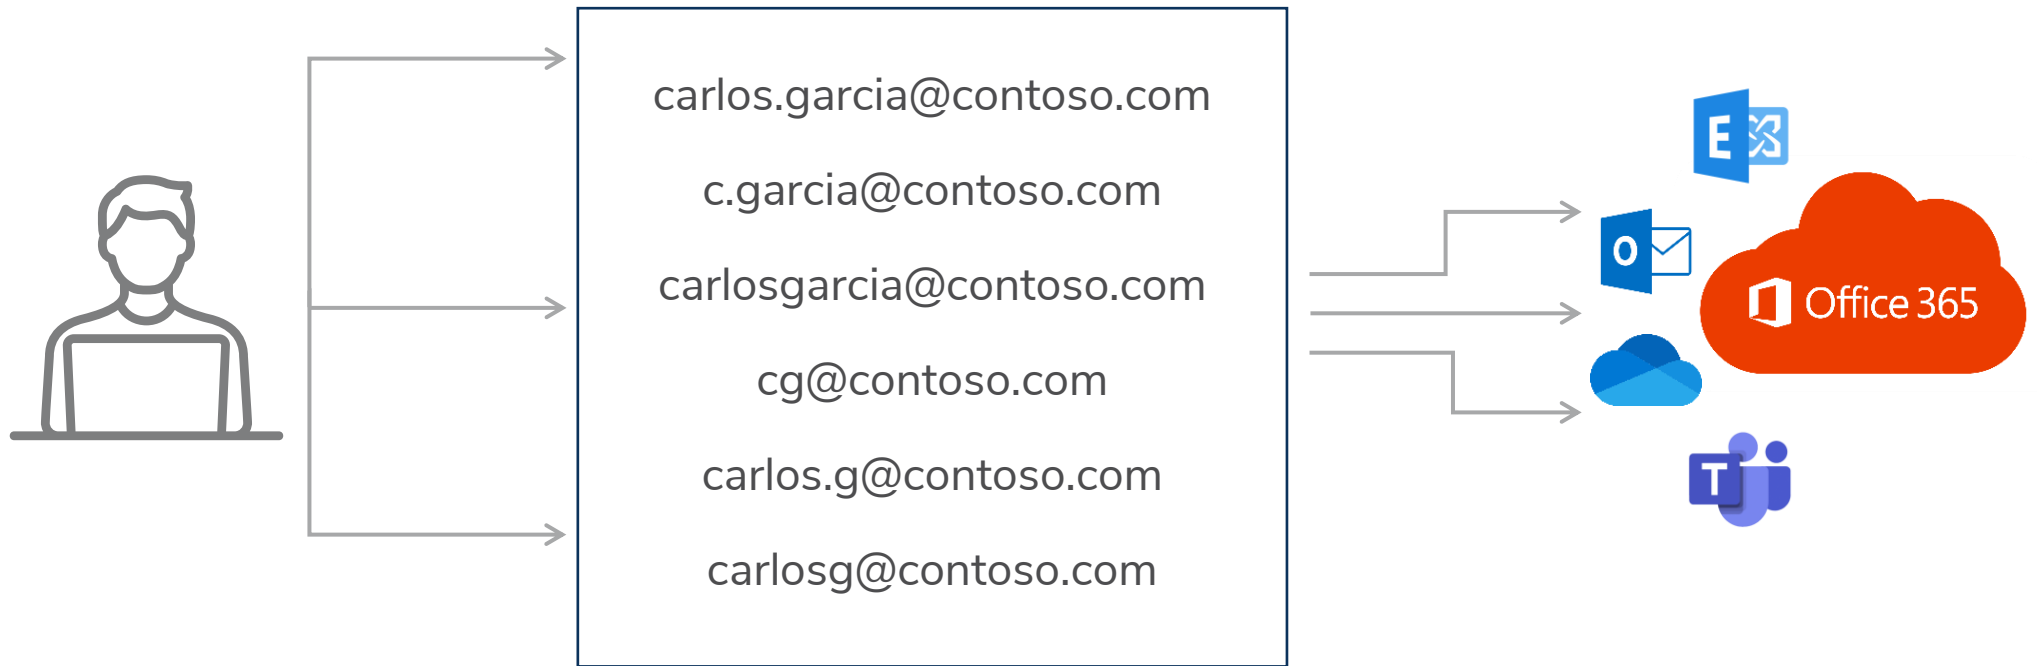 carlos.garcia@contoso.com
c.garcia@contoso.com
carlosgarcia@contoso.com
cg@contoso.com
carlos.g@contoso.com
carlosg@contoso.com
E
O
Office 365
T